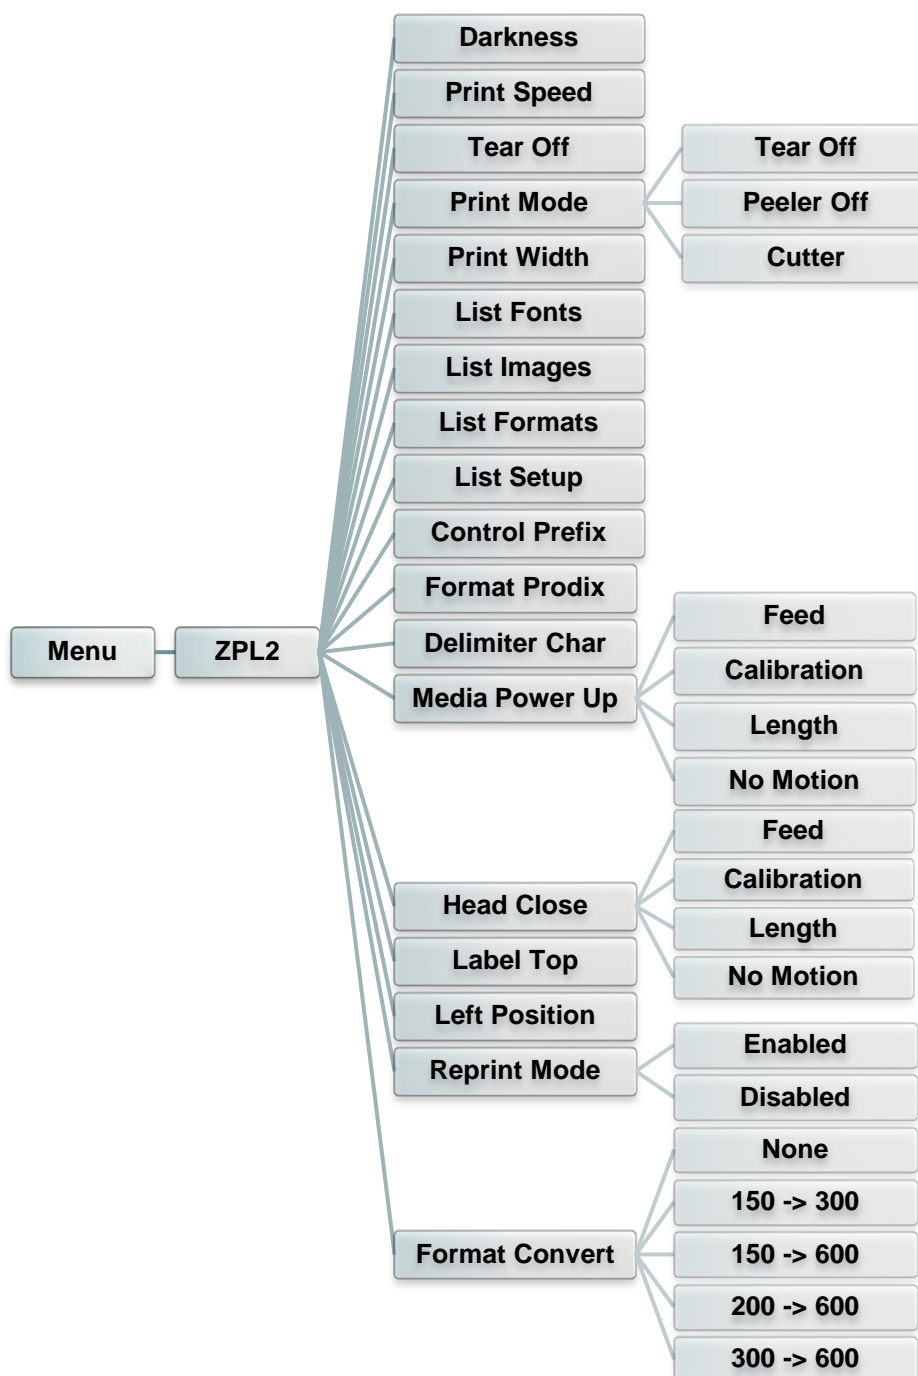 Menu
ZPL2
Darkness
Print Speed
Tear Off
Print Mode
Tear Off
Peeler Off
Cutter
Print Width
List Fonts
List Images
List Formats
List Setup
Control Prefix
Format Prodix
Delimiter Char
Media Power Up
Feed
Calibration
Length
No Motion
Head Close
Feed
Calibration
Length
No Motion
Label Top
Left Position
Reprint Mode
Enabled
Disabled
Format Convert
None
150 -> 300
150 -> 600
200 -> 600
300 -> 600